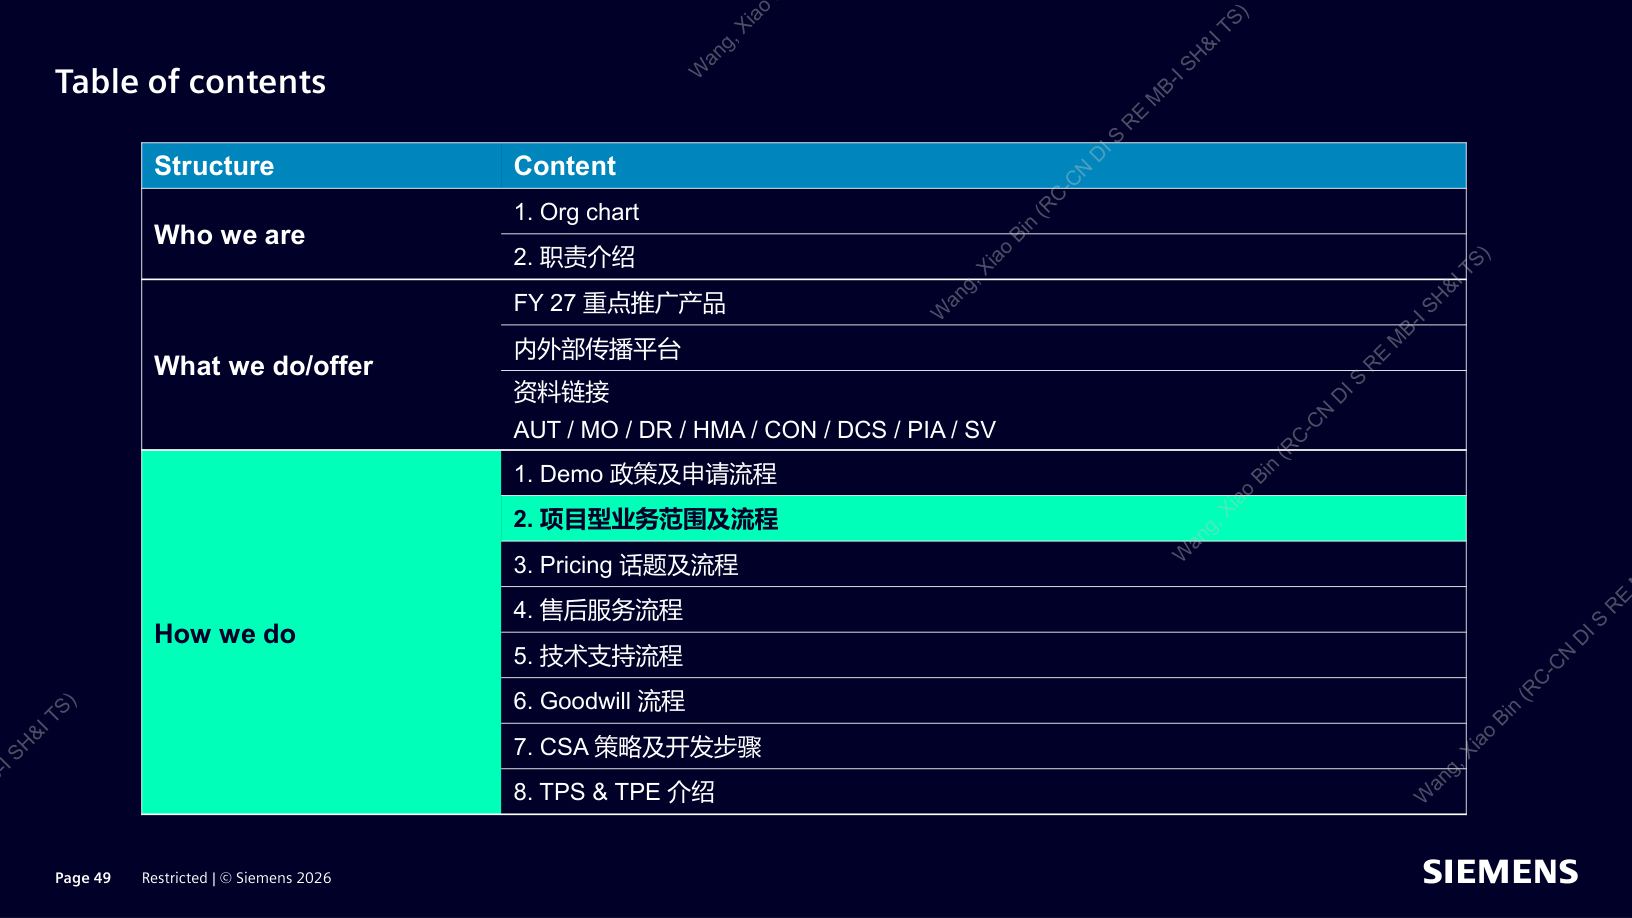 Table of contents
Structure
Content
Who we are
1. Org chart
2. 职责介绍
What we do/offer
FY 27 重点推广产品
内外部传播平台
资料链接
AUT / MO / DR / HMA / CON / DCS / PIA / SV
How we do
1. Demo 政策及申请流程
2. 项目型业务范围及流程
3. Pricing 话题及流程
4. 售后服务流程
5. 技术支持流程
6. Goodwill 流程
7. CSA 策略及开发步骤
8. TPS & TPE 介绍
Page 49
Restricted | © Siemens 2026
SIEMENS
Wang, Xiao
Wang, Xiao Bin (RC-CN DI S RE MB-I SH&I TS)
Wang, Xiao Bin (RC-CN DI S RE MB-I SH&I TS)
Wang, Xiao Bin (RC-CN DI S RE
-I SH&I TS)